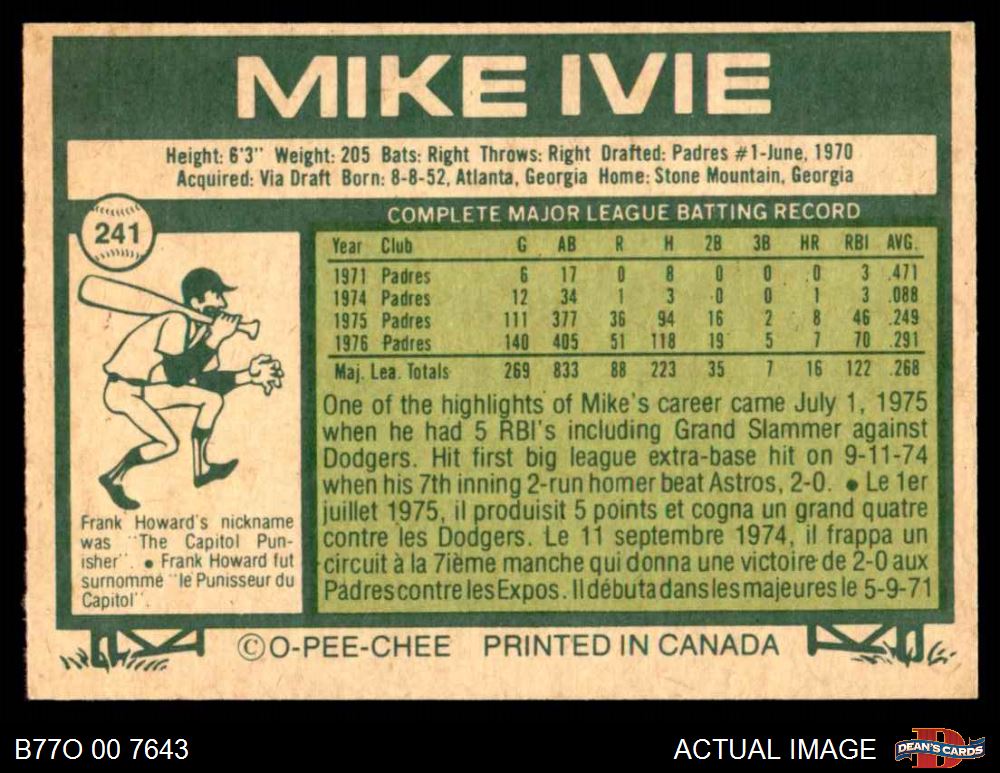 MIKE IVIE
Height: 6'3" Weight: 205 Bats: Right Throws: Right Drafted: Padres #1-June, 1970
Acquired: Via Draft Born: 8-8-52, Atlanta, Georgia Home: Stone Mountain, Georgia
241
COMPLETE MAJOR LEAGUE BATTING RECORD
Year Club G AB R H 2B 3B HR RBI AVG.
1971 Padres 6 17 0 8 0 0 0 3 .471
1974 Padres 12 34 1 3 0 0 1 3 .088
1975 Padres 111 377 36 94 16 2 8 46 .249
1976 Padres 140 405 51 118 19 5 7 70 .291
Maj. Lea. Totals 269 833 88 223 35 7 16 122 .268
One of the highlights of Mike's career came July 1, 1975
when he had 5 RBI's including Grand Slammer against
Dodgers. Hit first big league extra-base hit on 9-11-74
when his 7th inning 2-run homer beat Astros, 2-0. • Le 1er
juillet 1975, il produisit 5 points et cogna un grand quatre
contre les Dodgers. Le 11 septembre 1974, il frappa un
circuit à la 7ième manche qui donna une victoire de 2-0 aux
Padres contre les Expos. Il débuta dans les majeures le 5-9-71
Frank Howard's nickname
was "The Capitol Pun-
isher". • Frank Howard fut
surnommé "le Punisseur du
Capitol".
© O-PEE-CHEE PRINTED IN CANADA
B77O 00 7643
ACTUAL IMAGE
D
DEAN'S CARDS